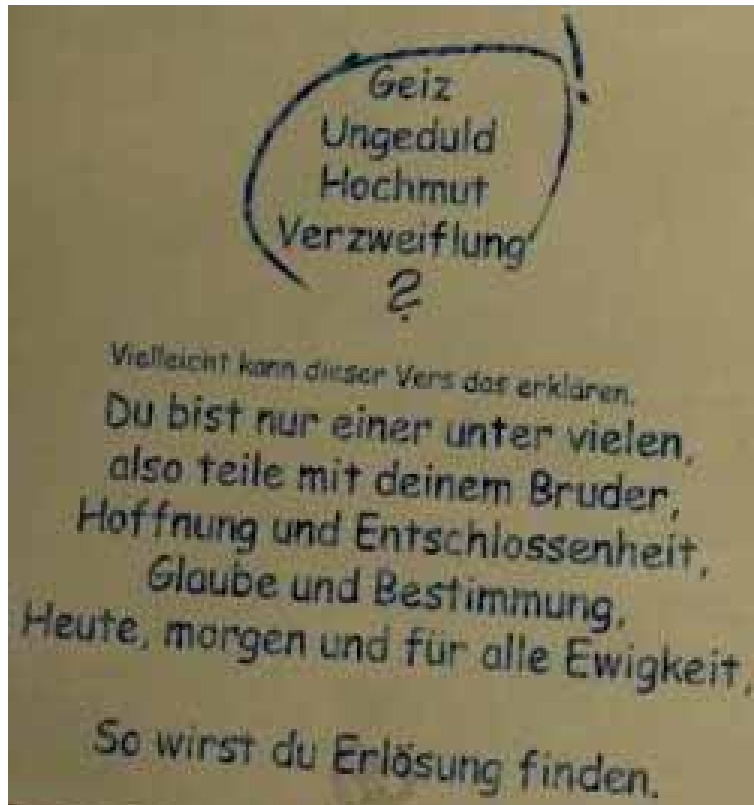 Geiz
Ungeduld
Hochmut
Verzweiflung
?
Vielleicht kann dieser Vers das erklären.
Du bist nur einer unter vielen,
also teile mit deinem Bruder,
Hoffnung und Entschlossenheit,
Glaube und Bestimmung,
Heute, morgen und für alle Ewigkeit,
So wirst du Erlösung finden.